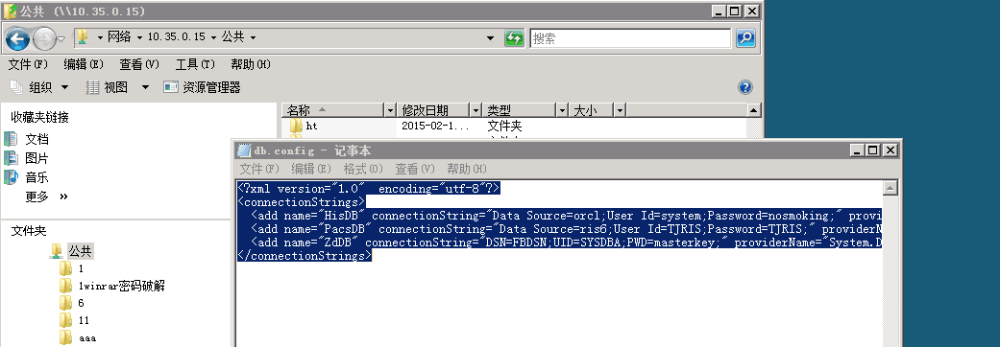 公共 (\\10.35.0.15)
网络 10.35.0.15 公共
搜索
文件(F) 编辑(E) 查看(V) 工具(T) 帮助(H)
组织 视图 资源管理器
收藏夹链接
文档
图片
音乐
更多 »
文件夹
公共
1
1winrar密码破解
6
11
aaa
名称 修改日期 类型 大小
ht 2015-02-1... 文件夹
db.config - 记事本
文件(F) 编辑(E) 格式(O) 查看(V) 帮助(H)
<?xml version="1.0" encoding="utf-8"?>
<connectionStrings>
<add name="HisDB" connectionString="Data Source=orcl;User Id=system;Password=nosmoking;" provi
<add name="PacsDB" connectionString="Data Source=ris6;User Id=TJRIS;Password=TJRIS;" providerN
<add name="ZdDB" connectionString="DSN=FBDSN;UID=SYSDBA;PWD=masterkey;" providerName="System.D
</connectionStrings>